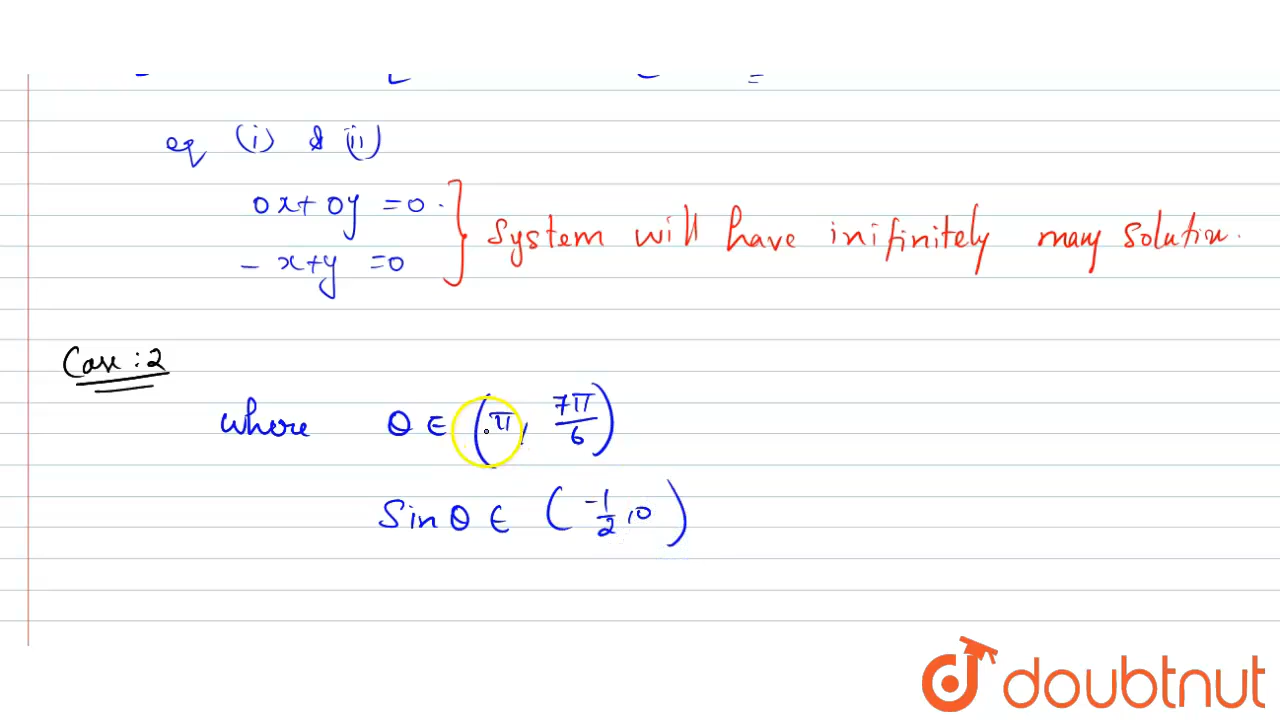 eq (i) & (ii)
0x + 0y = 0.
- x + y = 0
System will have inifinitely many solution.
Case : 2
where θ ∈ (π, 7π/6)
Sin θ ∈ (-1/2, 0)
doubtnut